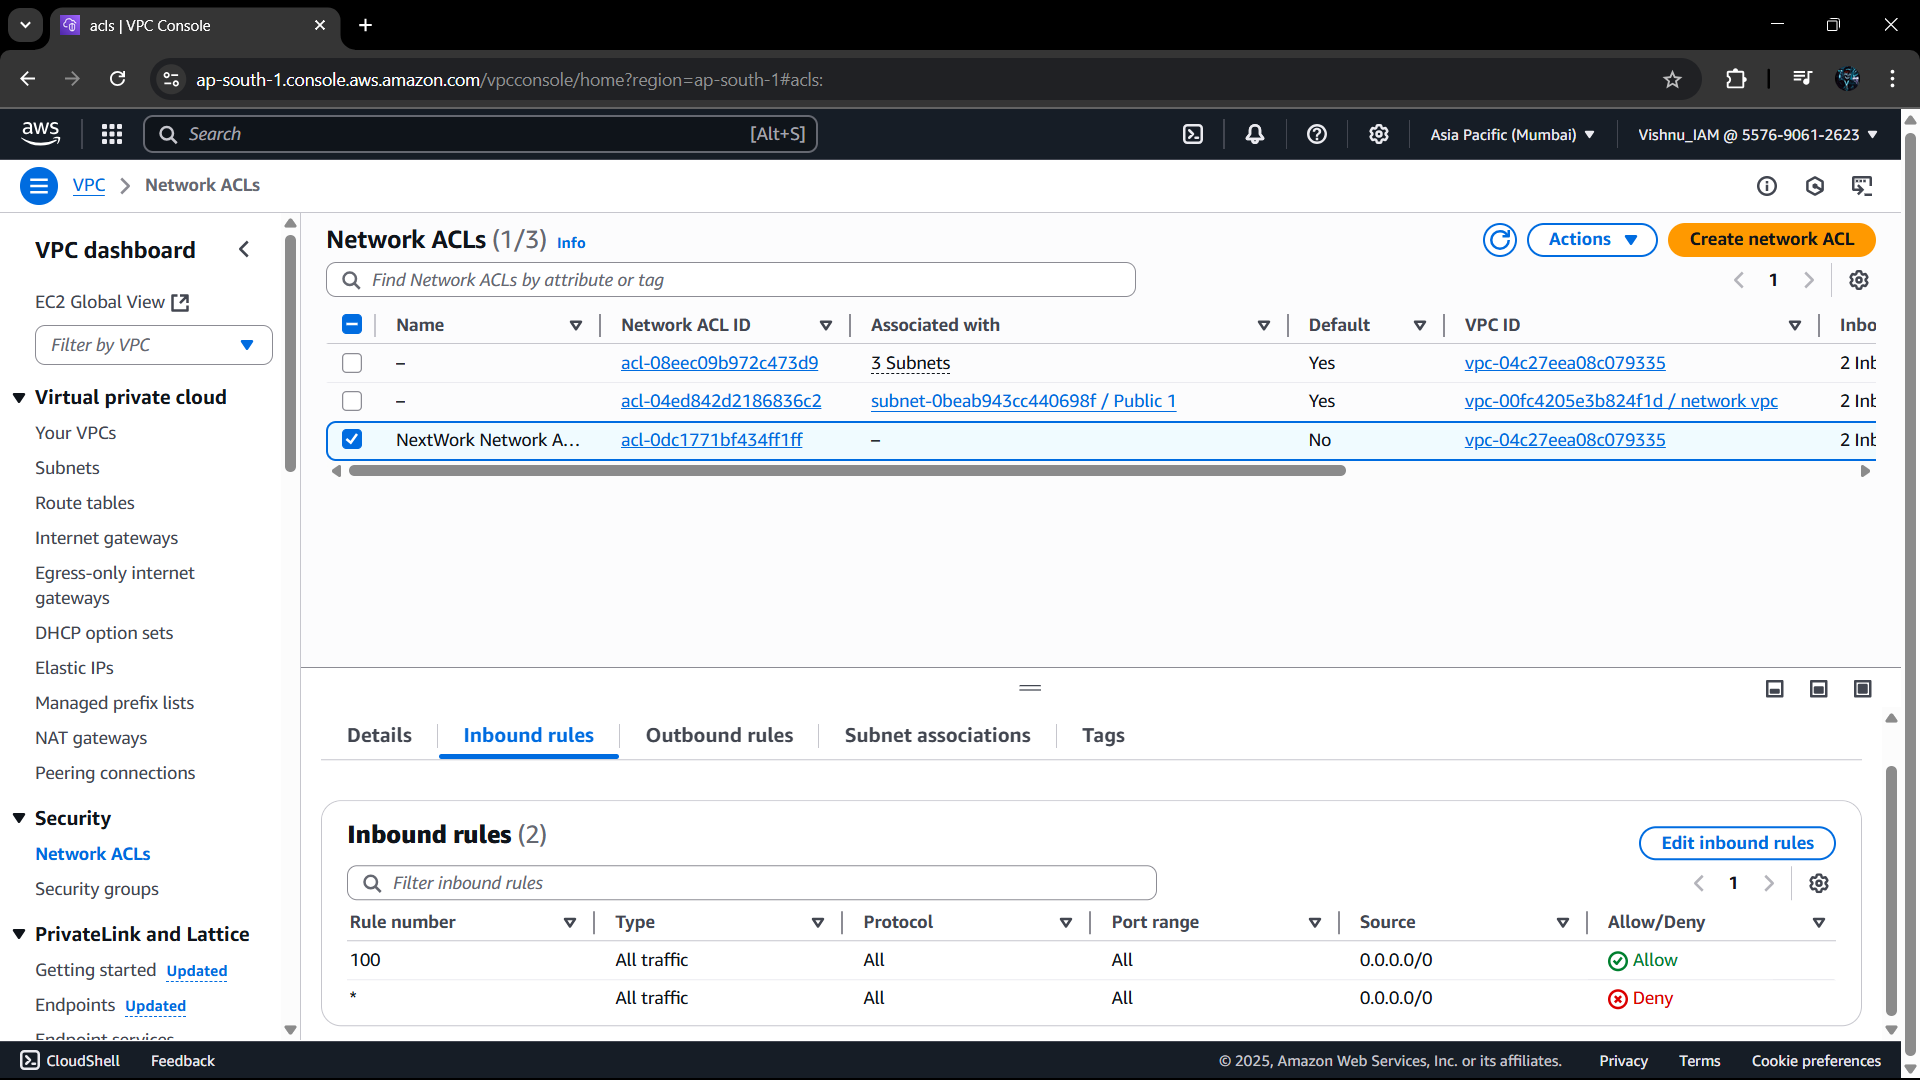 acls | VPC Console
ap-south-1.console.aws.amazon.com/vpcconsole/home?region=ap-south-1#acls:
aws
Search [Alt+S]
Asia Pacific (Mumbai)
Vishnu_IAM @ 5576-9061-2623
VPC
Network ACLs
VPC dashboard
EC2 Global View
Filter by VPC
Virtual private cloud
Your VPCs
Subnets
Route tables
Internet gateways
Egress-only internet
gateways
DHCP option sets
Elastic IPs
Managed prefix lists
NAT gateways
Peering connections
Security
Network ACLs
Security groups
PrivateLink and Lattice
Getting started Updated
Endpoints Updated
Endpoint services
Network ACLs (1/3) Info
Actions
Create network ACL
Find Network ACLs by attribute or tag
1
Name Network ACL ID Associated with Default VPC ID Inbo
– acl-08eec09b972c473d9 3 Subnets Yes vpc-04c27eea08c079335 2 Inb
– acl-04ed842d2186836c2 subnet-0beab943cc440698f / Public 1 Yes vpc-00fc4205e3b824f1d / network vpc 2 Inb
NextWork Network A... acl-0dc1771bf434ff1ff – No vpc-04c27eea08c079335 2 Inb
Details Inbound rules Outbound rules Subnet associations Tags
Inbound rules (2)
Edit inbound rules
Filter inbound rules
1
Rule number Type Protocol Port range Source Allow/Deny
100 All traffic All All 0.0.0.0/0 Allow
* All traffic All All 0.0.0.0/0 Deny
CloudShell Feedback
© 2025, Amazon Web Services, Inc. or its affiliates. Privacy Terms Cookie preferences